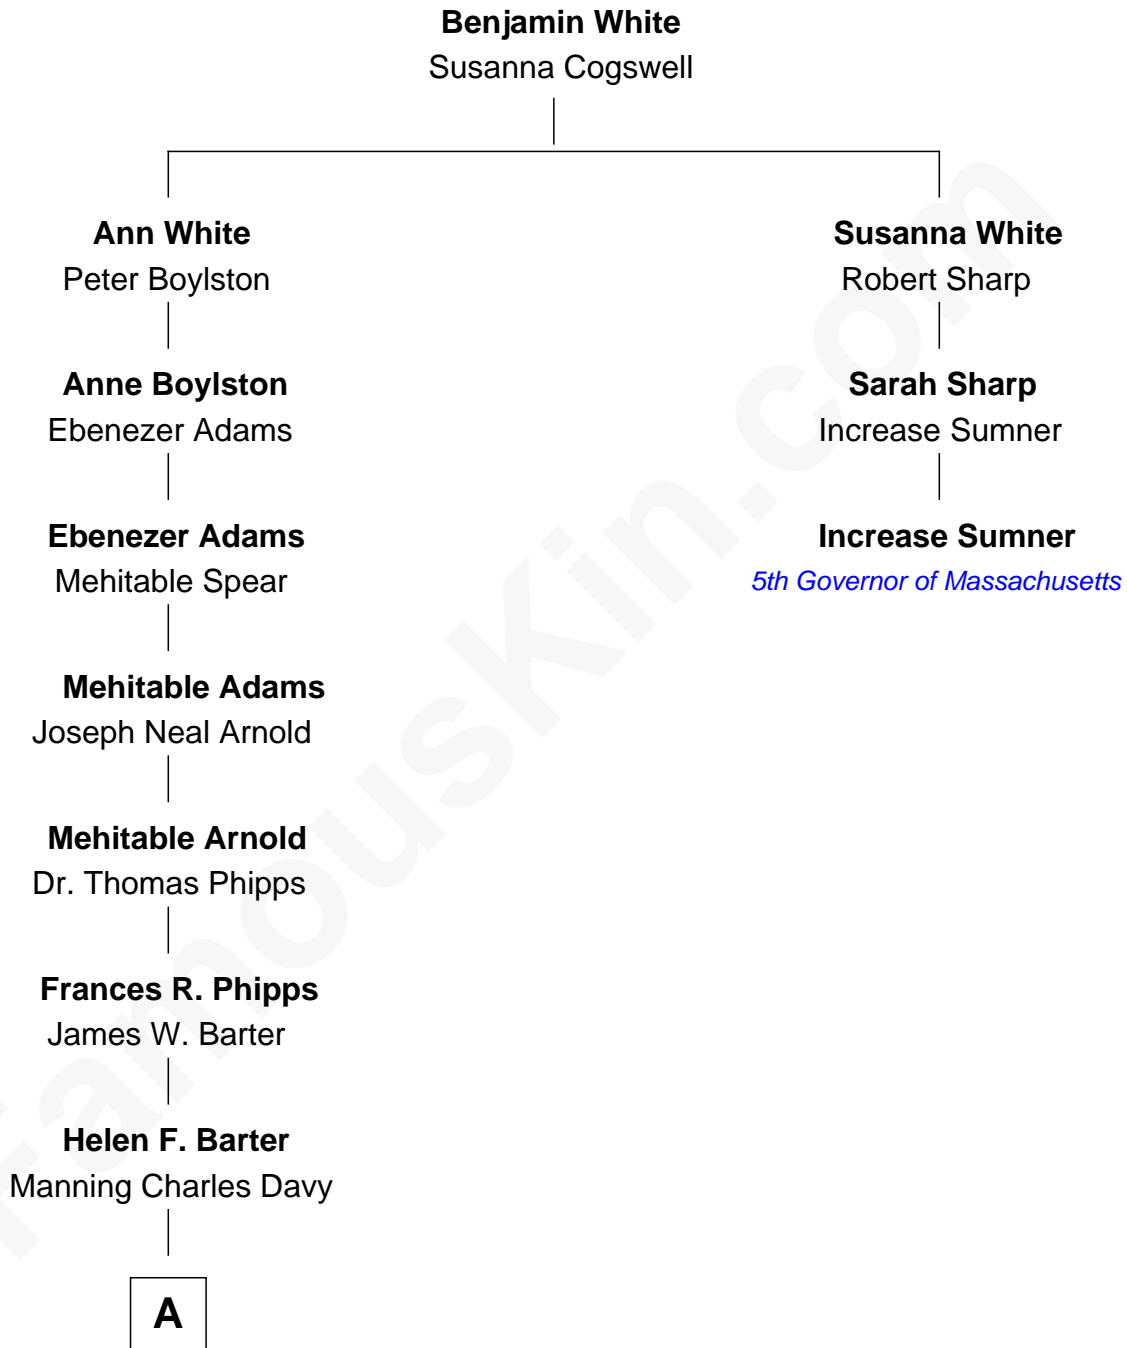 Benjamin White
Susanna Cogswell
Ann White
Peter Boylston
Susanna White
Robert Sharp
Anne Boylston
Ebenezer Adams
Sarah Sharp
Increase Sumner
Ebenezer Adams
Mehitable Spear
Increase Sumner
5th Governor of Massachusetts
Mehitable Adams
Joseph Neal Arnold
Mehitable Arnold
Dr. Thomas Phipps
Frances R. Phipps
James W. Barter
Helen F. Barter
Manning Charles Davy
A
FamousKin.com